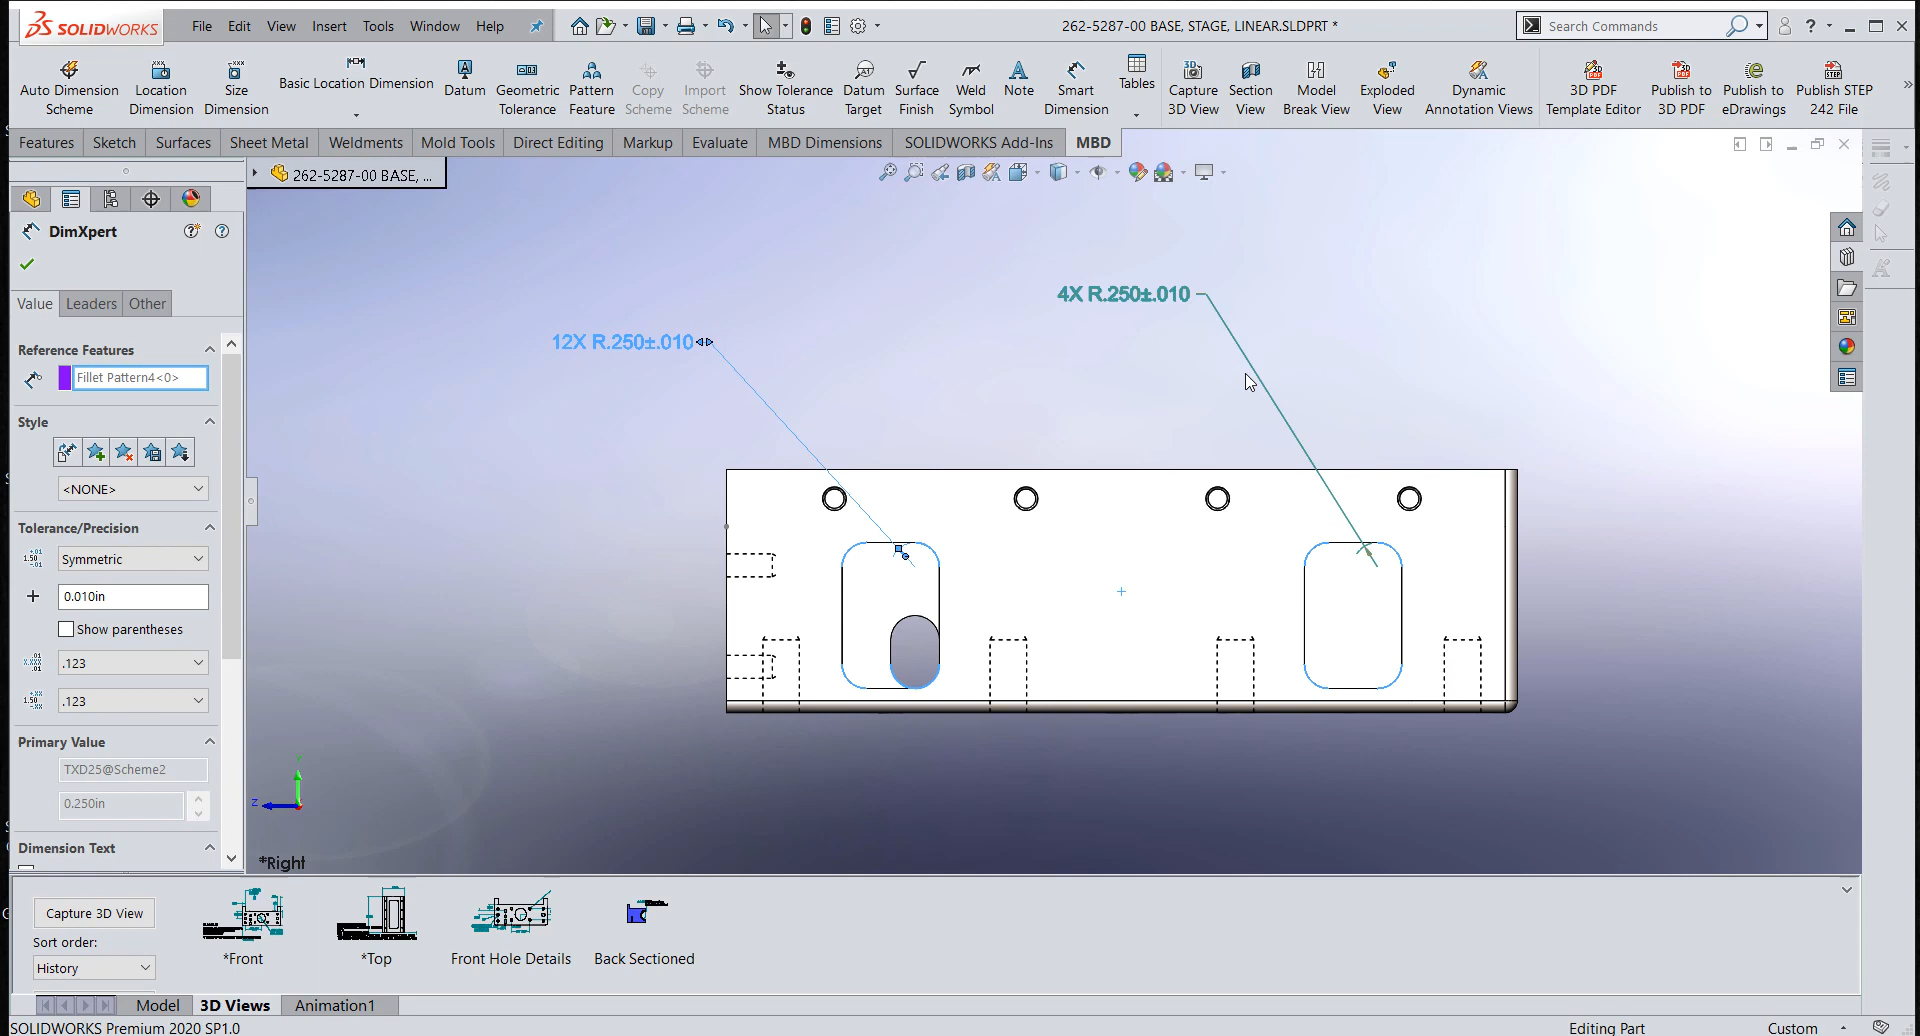 SOLIDWORKS File Edit View Insert Tools Window Help 262-5287-00 BASE, STAGE, LINEAR.SLDPRT * Search Commands ?
Auto Dimension Scheme
Location Dimension
Size Dimension
Basic Location Dimension
Datum
Geometric Tolerance
Pattern Feature
Copy Scheme
Import Scheme
Show Tolerance Status
Datum Target
Surface Finish
Weld Symbol
Note
Smart Dimension
Tables
Capture 3D View
Section View
Model Break View
Exploded View
Dynamic Annotation Views
3D PDF Template Editor
Publish to 3D PDF
Publish to eDrawings
Publish STEP 242 File
Features Sketch Surfaces Sheet Metal Weldments Mold Tools Direct Editing Markup Evaluate MBD Dimensions SOLIDWORKS Add-Ins MBD
262-5287-00 BASE, ...
DimXpert
Value Leaders Other
Reference Features
Fillet Pattern4<0>
Style
<NONE>
Tolerance/Precision
Symmetric
0.010in
Show parentheses
.123
.123
Primary Value
TXD25@Scheme2
0.250in
Dimension Text
4X R.250±.010
12X R.250±.010
Z
*Right
Capture 3D View
Sort order:
History
*Front
*Top
Front Hole Details
Back Sectioned
Model 3D Views Animation1
SOLIDWORKS Premium 2020 SP1.0 Editing Part Custom